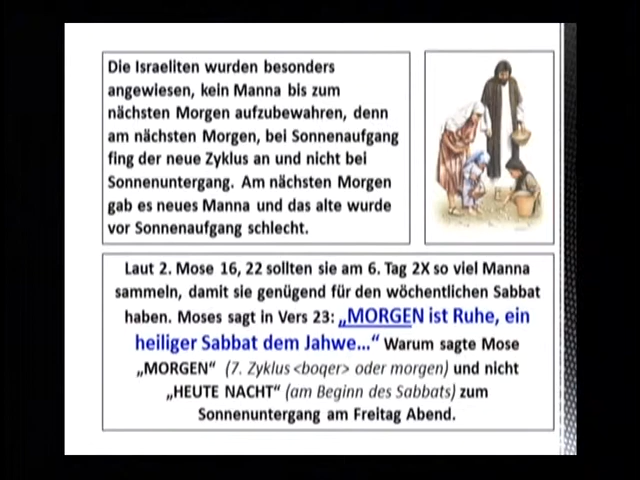 Die Israeliten wurden besonders
angewiesen, kein Manna bis zum
nächsten Morgen aufzubewahren, denn
am nächsten Morgen, bei Sonnenaufgang
fing der neue Zyklus an und nicht bei
Sonnenuntergang. Am nächsten Morgen
gab es neues Manna und das alte wurde
vor Sonnenaufgang schlecht.
Laut 2. Mose 16, 22 sollten sie am 6. Tag 2X so viel Manna
sammeln, damit sie genügend für den wöchentlichen Sabbat
haben. Moses sagt in Vers 23: „MORGEN ist Ruhe, ein
heiliger Sabbat dem Jahwe...“ Warum sagte Mose
„MORGEN“ (7. Zyklus <boqer> oder morgen) und nicht
„HEUTE NACHT“ (am Beginn des Sabbats) zum
Sonnenuntergang am Freitag Abend.